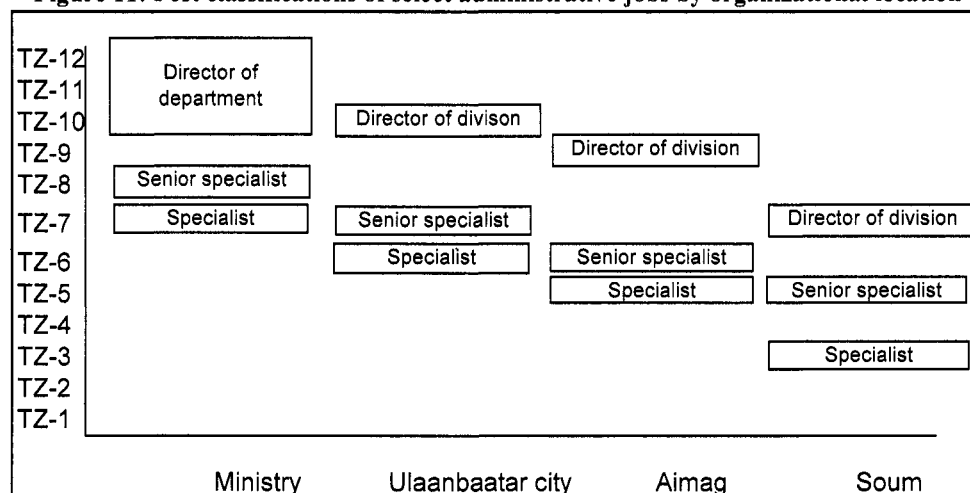 Figure 11. Post classifications of select administrative jobs by organizational location
TZ-12
TZ-11
TZ-10
TZ-9
TZ-8
TZ-7
TZ-6
TZ-5
TZ-4
TZ-3
TZ-2
TZ-1
Director of
department
Senior specialist
Specialist
Director of divison
Senior specialist
Specialist
Director of division
Senior specialist
Specialist
Director of division
Senior specialist
Specialist
Ministry
Ulaanbaatar city
Aimag
Soum